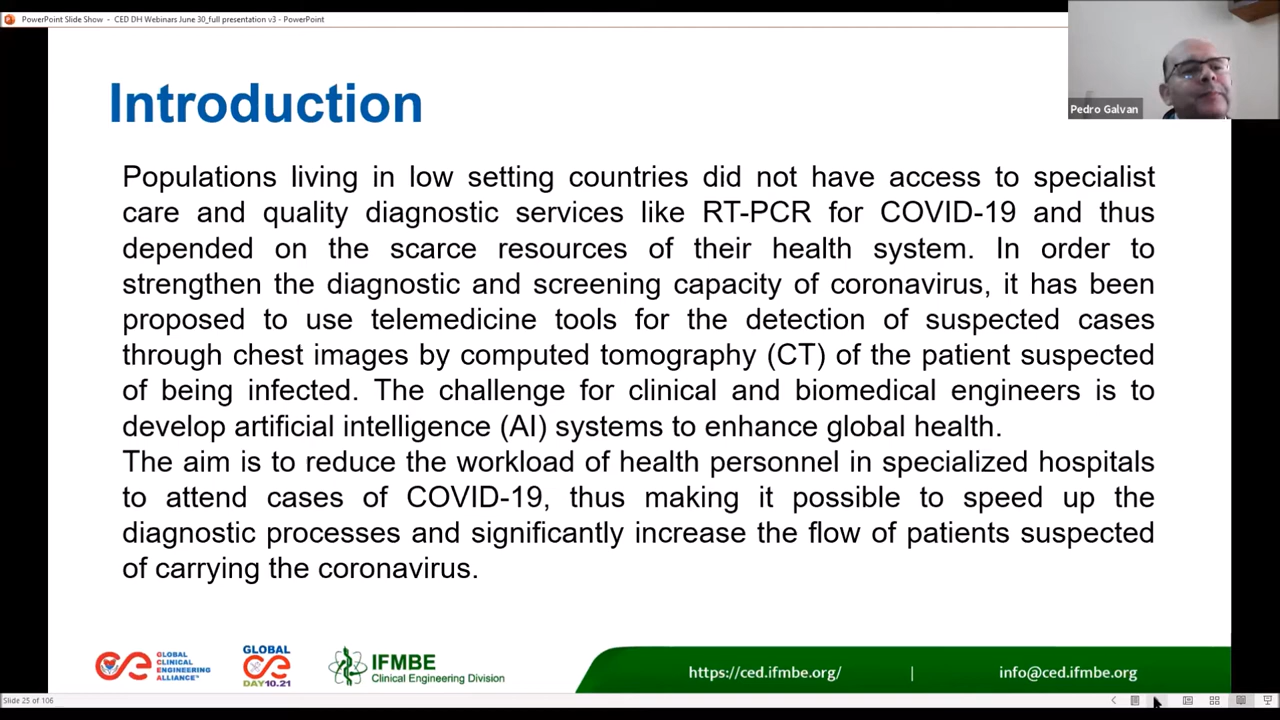 PowerPoint Slide Show - CED DH Webinars June 30_full presentation v3 - PowerPoint
Pedro Galvan
Introduction
Populations living in low setting countries did not have access to specialist
care and quality diagnostic services like RT-PCR for COVID-19 and thus
depended on the scarce resources of their health system. In order to
strengthen the diagnostic and screening capacity of coronavirus, it has been
proposed to use telemedicine tools for the detection of suspected cases
through chest images by computed tomography (CT) of the patient suspected
of being infected. The challenge for clinical and biomedical engineers is to
develop artificial intelligence (AI) systems to enhance global health.
The aim is to reduce the workload of health personnel in specialized hospitals
to attend cases of COVID-19, thus making it possible to speed up the
diagnostic processes and significantly increase the flow of patients suspected
of carrying the coronavirus.
GLOBAL
CLINICAL
ENGINEERING
ALLIANCE™
GLOBAL
DAY10.21
IFMBE
Clinical Engineering Division
https://ced.ifmbe.org/ | info@ced.ifmbe.org
Slide 25 of 106